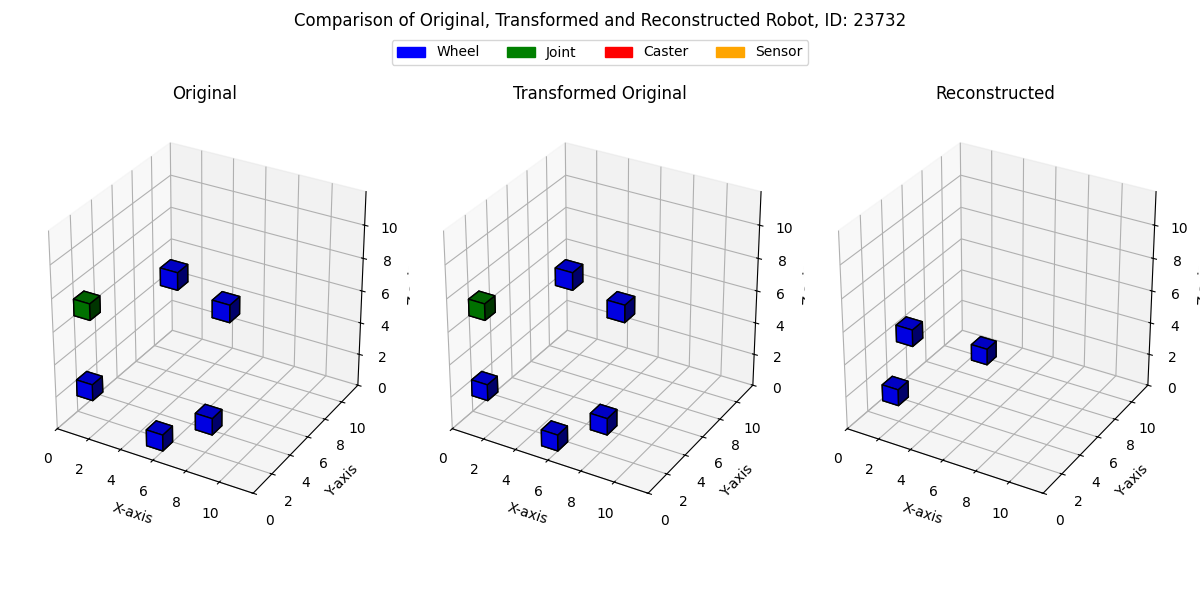 Comparison of Original, Transformed and Reconstructed Robot, ID: 23732
Wheel Joint Caster Sensor
Original
Transformed Original
Reconstructed
0 2 4 6 8 10
X-axis
0 2 4 6 8 10
Y-axis
0 2 4 6 8 10
0 2 4 6 8 10
X-axis
0 2 4 6 8 10
Y-axis
0 2 4 6 8 10
0 2 4 6 8 10
X-axis
0 2 4 6 8 10
Y-axis
0 2 4 6 8 10